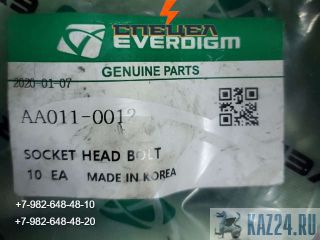 СПЕЦЕЛ
EVERDIGM
GENUINE PARTS
2020-01-07
AA011-0012
SOCKET HEAD BOLT
10 EA MADE IN KOREA
+7-982-648-48-10
+7-982-648-48-20
KAZ24.RU